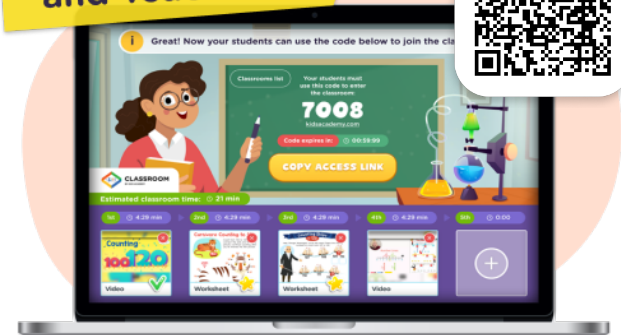 and
Great! Now your students can use the code below to join the cla
Classrooms list
Your students must
use this code to enter
the classroom:
7008
kidsacademy.com
Code expires in:
00:59:99
COPY ACCESS LINK
CLASSROOM
Estimated classroom time: 21 min
1st 4:29 min
2nd 4:29 min
3rd 4:29 min
4th 4:29 min
5th 0:00
Counting
100 120
Video
Worksheet
Worksheet
Video